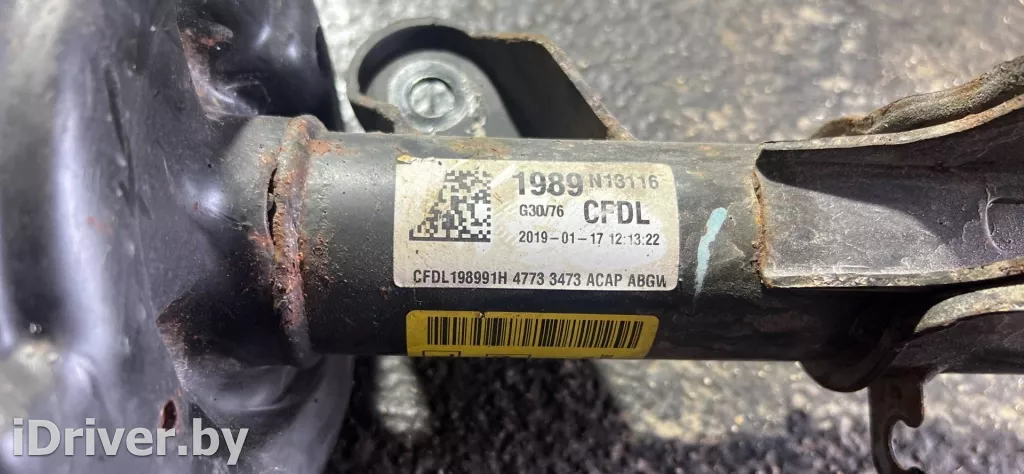 1989 N13116
G30/76 CFDL
2019-01-17 12:13:22
CFDL198991H 4773 3473 ACAP ABGW
iDriver.by